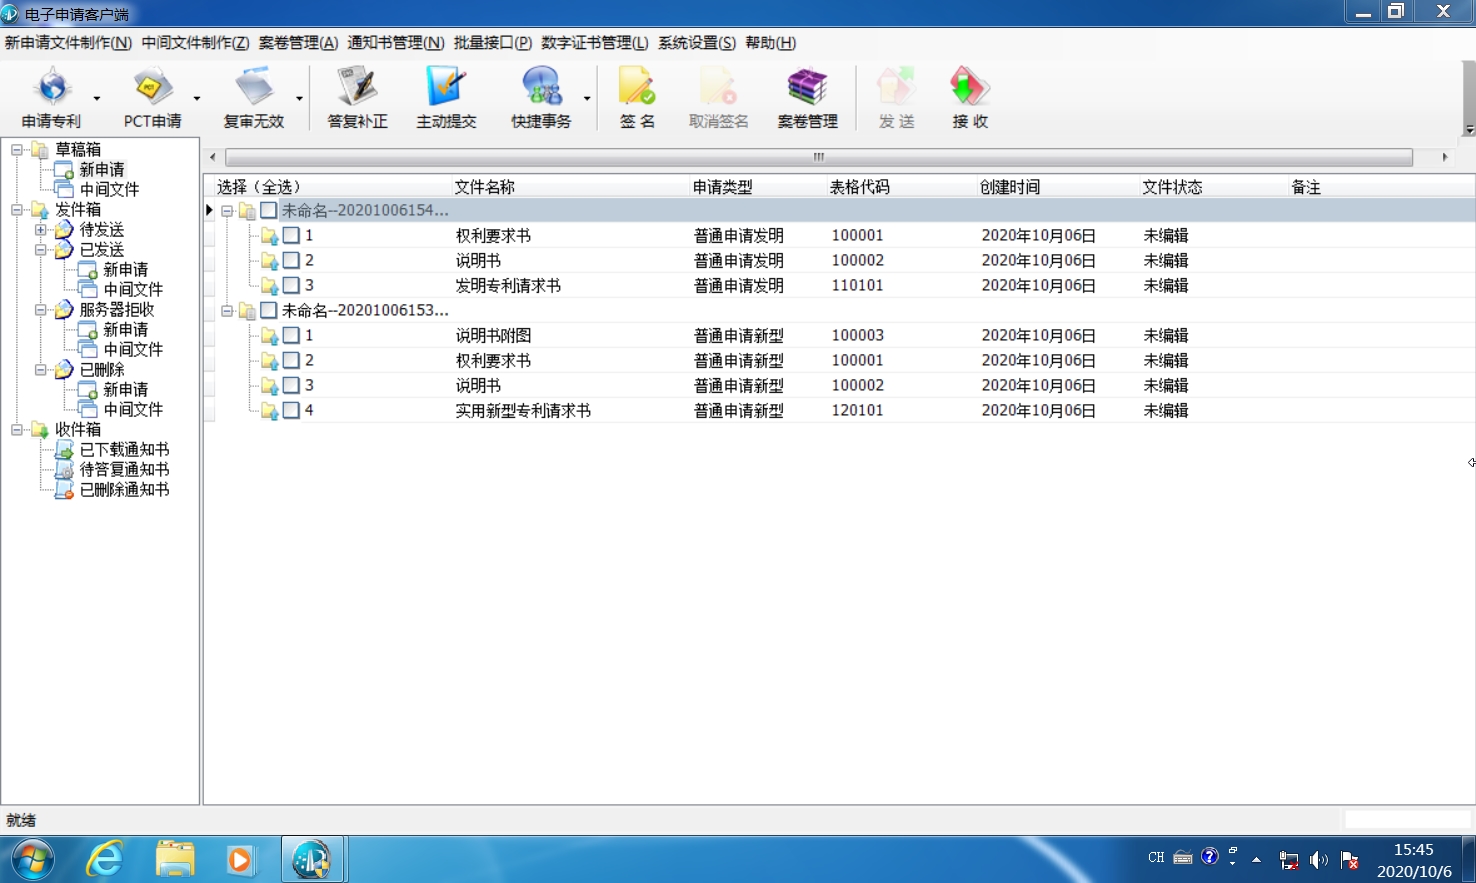 电子申请客户端
新申请文件制作(N) 中间文件制作(Z) 案卷管理(A) 通知书管理(N) 批量接口(P) 数字证书管理(L) 系统设置(S) 帮助(H)
申请专利 PCT申请 复审无效 答复补正 主动提交 快捷事务 签 名 取消签名 案卷管理 发 送 接 收
草稿箱
新申请
中间文件
发件箱
待发送
已发送
新申请
中间文件
服务器拒收
新申请
中间文件
已删除
新申请
中间文件
收件箱
已下载通知书
待答复通知书
已删除通知书
选择（全选） 文件名称 申请类型 表格代码 创建时间 文件状态 备注
未命名--20201006154...
1 权利要求书 普通申请发明 100001 2020年10月06日 未编辑
2 说明书 普通申请发明 100002 2020年10月06日 未编辑
3 发明专利请求书 普通申请发明 110101 2020年10月06日 未编辑
未命名--20201006153...
1 说明书附图 普通申请新型 100003 2020年10月06日 未编辑
2 权利要求书 普通申请新型 100001 2020年10月06日 未编辑
3 说明书 普通申请新型 100002 2020年10月06日 未编辑
4 实用新型专利请求书 普通申请新型 120101 2020年10月06日 未编辑
就绪
CH 15:45
2020/10/6